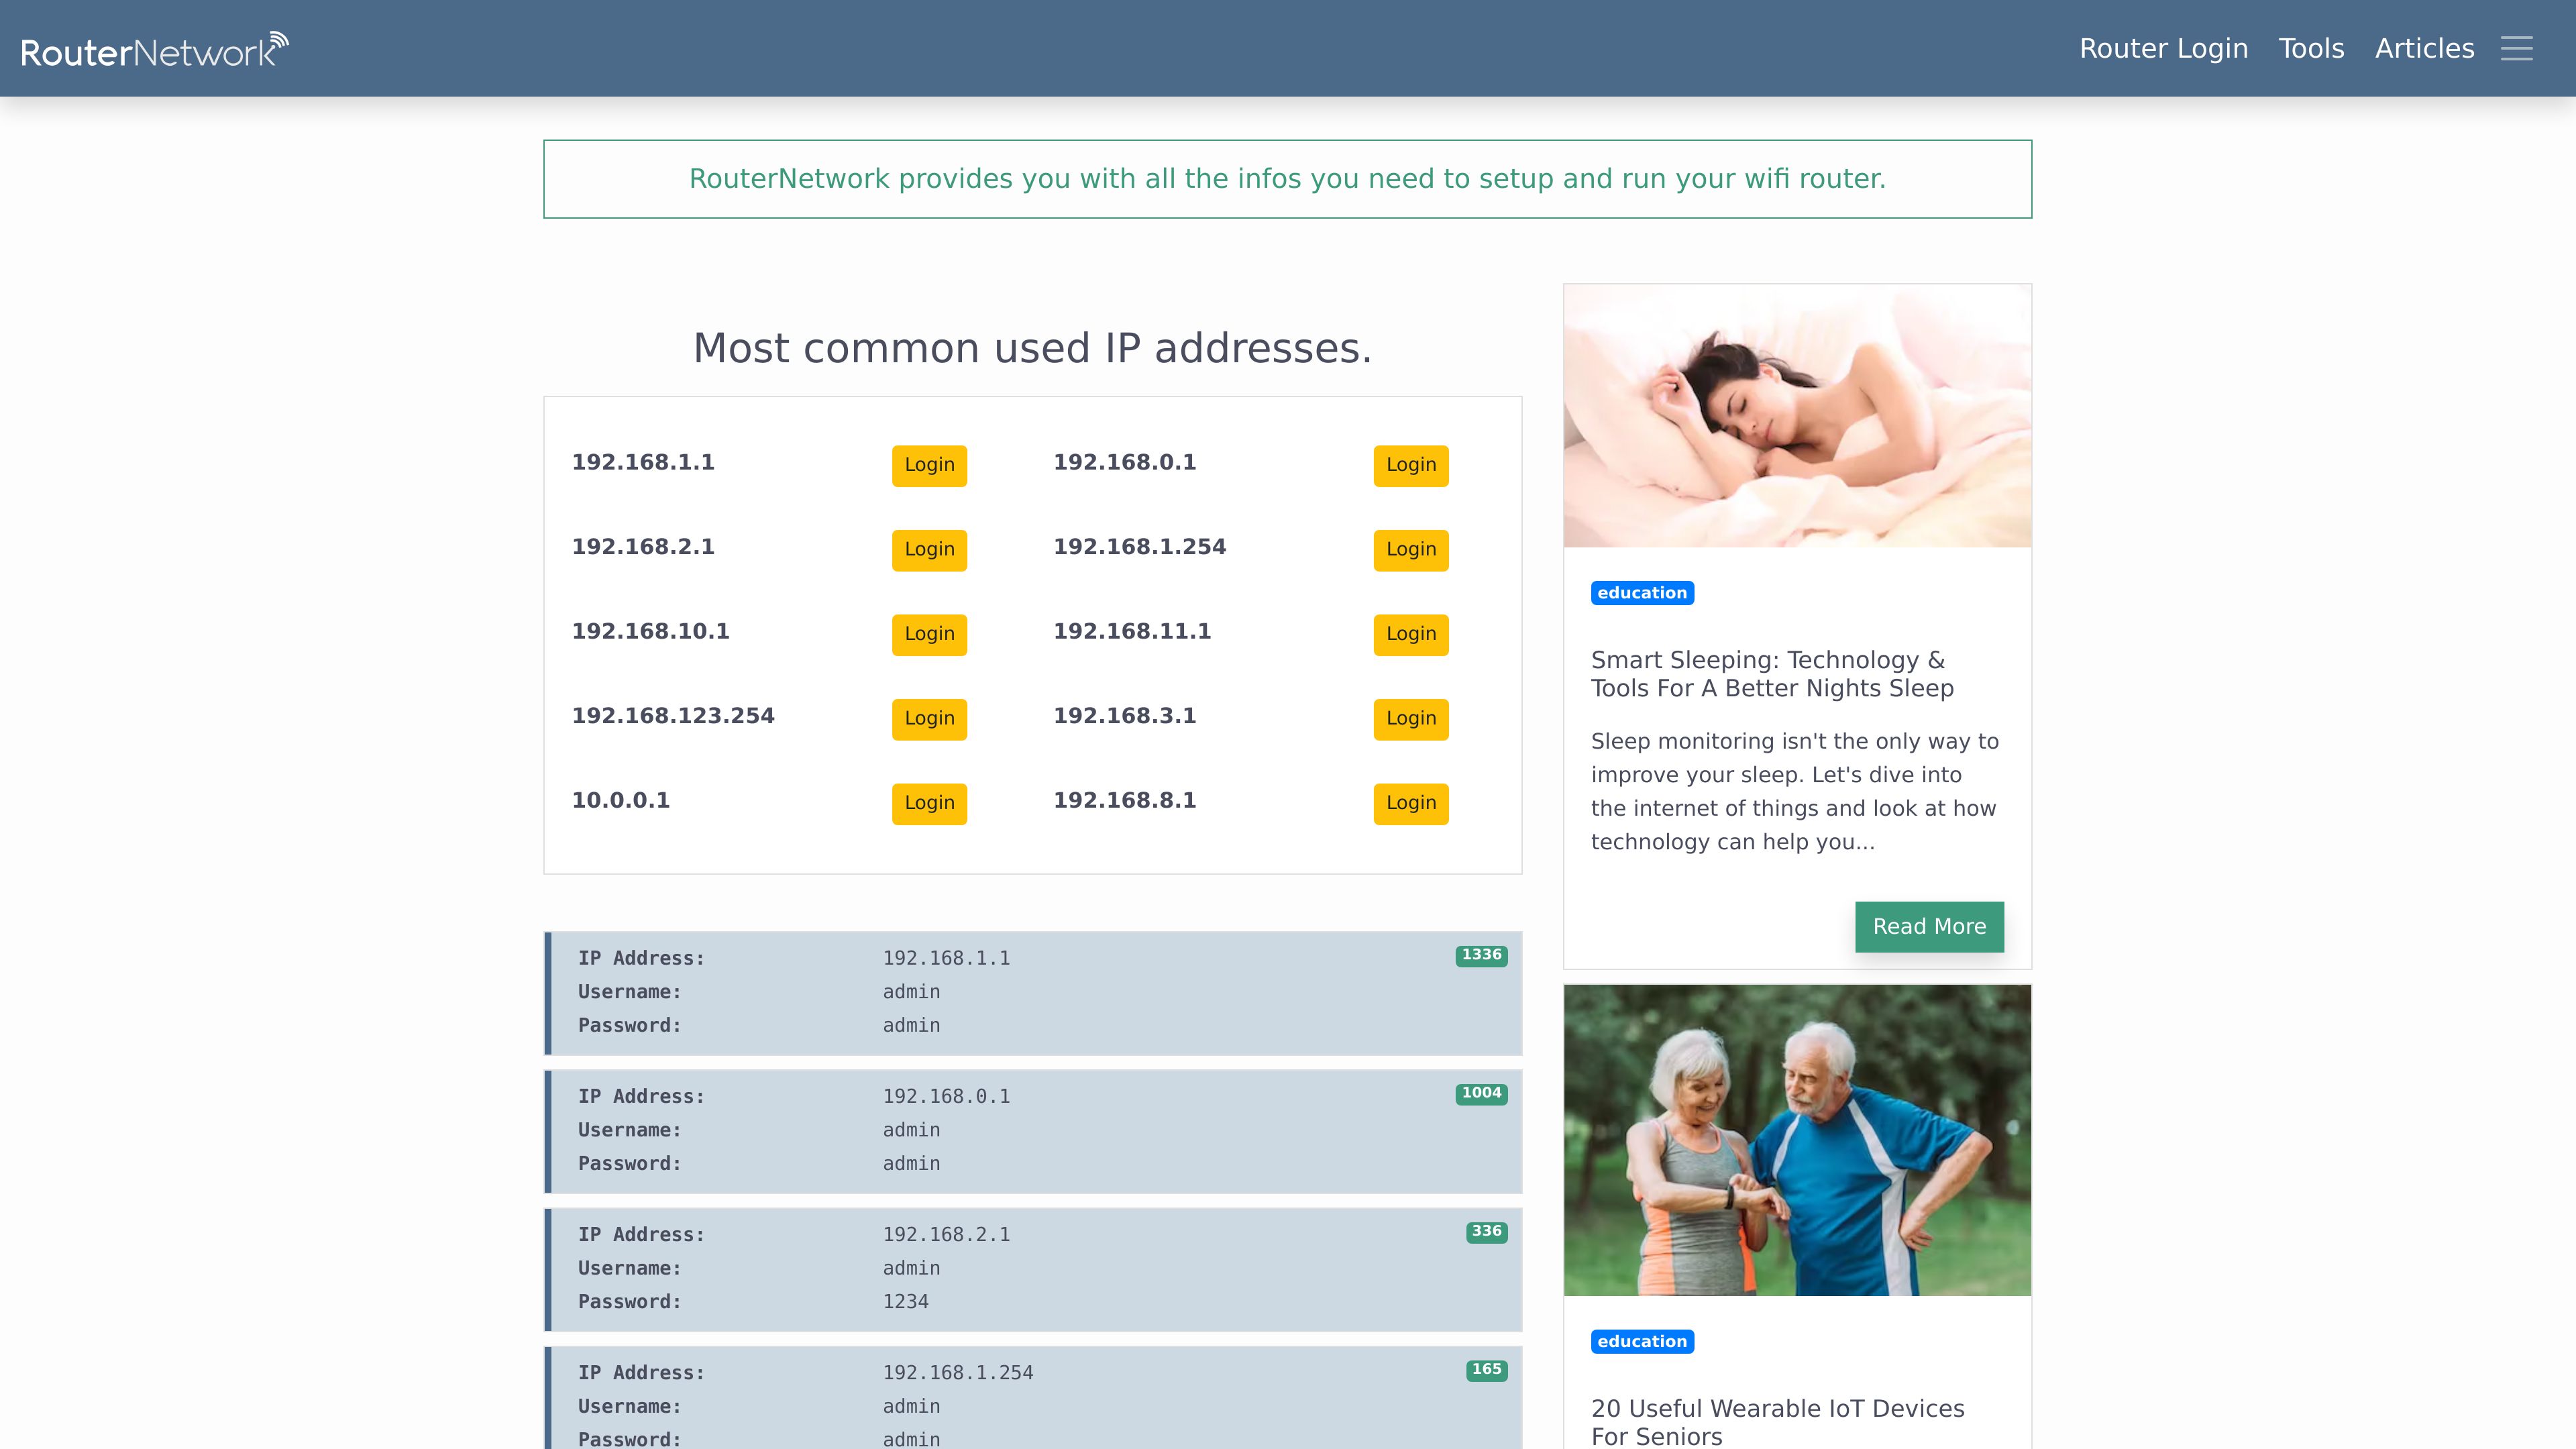 RouterNetwork
Router Login
Tools
Articles
RouterNetwork provides you with all the infos you need to setup and run your wifi router.
Most common used IP addresses.
192.168.1.1 Login 192.168.0.1 Login
192.168.2.1 Login 192.168.1.254 Login
192.168.10.1 Login 192.168.11.1 Login
192.168.123.254 Login 192.168.3.1 Login
10.0.0.1 Login 192.168.8.1 Login
IP Address: 192.168.1.1 1336
Username: admin
Password: admin
IP Address: 192.168.0.1 1004
Username: admin
Password: admin
IP Address: 192.168.2.1 336
Username: admin
Password: 1234
IP Address: 192.168.1.254 165
Username: admin
Password: admin
education
Smart Sleeping: Technology &
Tools For A Better Nights Sleep
Sleep monitoring isn't the only way to
improve your sleep. Let's dive into
the internet of things and look at how
technology can help you...
Read More
education
20 Useful Wearable IoT Devices
For Seniors